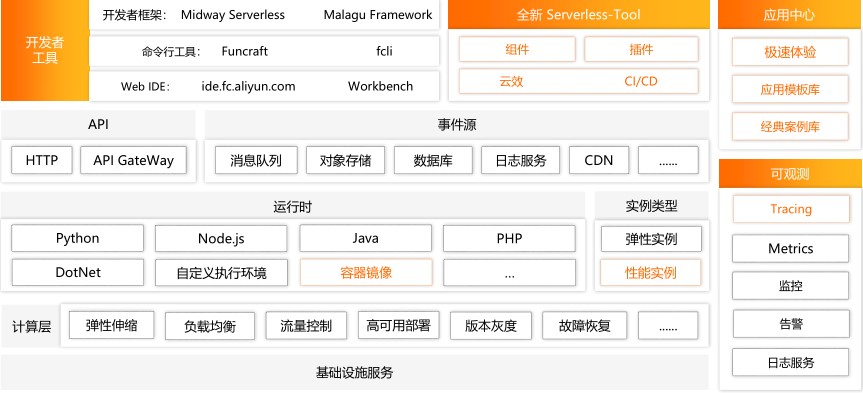 开发者
工具
开发者框架： Midway Serverless Malagu Framework
命令行工具： Funcraft fcli
Web IDE： ide.fc.aliyun.com Workbench
全新 Serverless-Tool
组件 插件
云效 CI/CD
应用中心
极速体验
应用模板库
经典案例库
API
HTTP API GateWay
事件源
消息队列 对象存储 数据库 日志服务 CDN ......
运行时
Python Node.js Java PHP
DotNet 自定义执行环境 容器镜像 ...
实例类型
弹性实例
性能实例
可观测
Tracing
Metrics
监控
告警
日志服务
计算层 弹性伸缩 负载均衡 流量控制 高可用部署 版本灰度 故障恢复 ......
基础设施服务